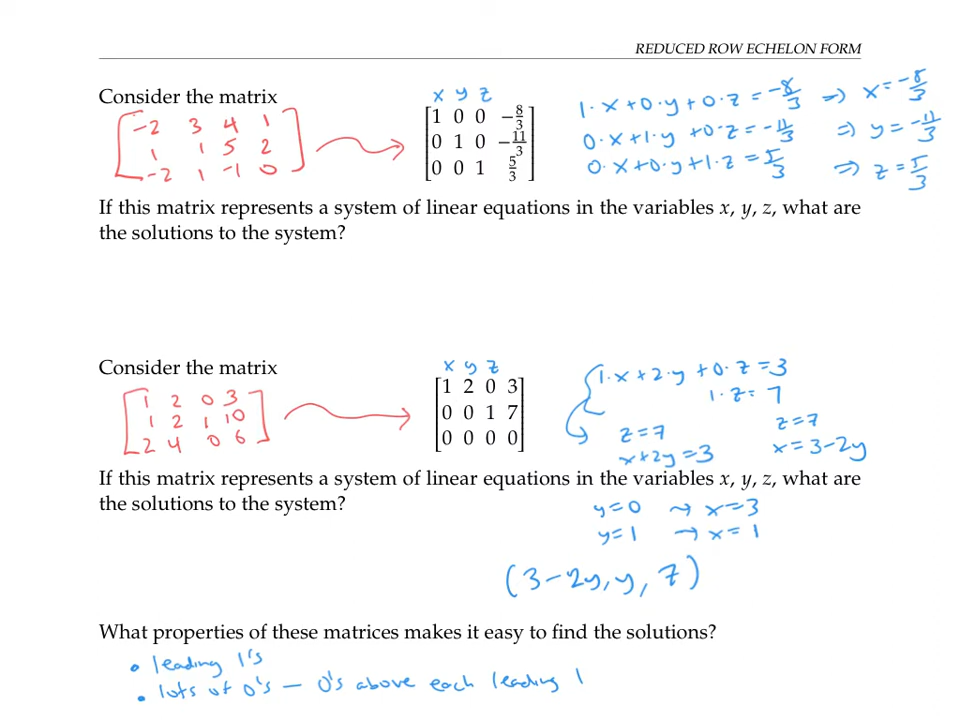 REDUCED ROW ECHELON FORM
Consider the matrix
-2 3 4 1
1 1 5 2
-2 1 -1 0
x y z
1 0 0 -8/3
0 1 0 -11/3
0 0 1 5/3
1·x+0·y+0·z=-8/3 ⇒ x=-8/3
0·x+1·y+0·z=-11/3 ⇒ y=-11/3
0·x+0·y+1·z=5/3 ⇒ z=5/3
If this matrix represents a system of linear equations in the variables x, y, z, what are
the solutions to the system?
Consider the matrix
1 2 0 3
1 2 1 10
2 4 0 6
x y z
1 2 0 3
0 0 1 7
0 0 0 0
1·x+2·y+0·z=3
1·z=7
z=7
x+2y=3
z=7
x=3-2y
If this matrix represents a system of linear equations in the variables x, y, z, what are
the solutions to the system?
y=0 → x=3
y=1 → x=1
(3-2y, y, 7)
What properties of these matrices makes it easy to find the solutions?
• leading 1's
• lots of 0's — 0's above each leading 1